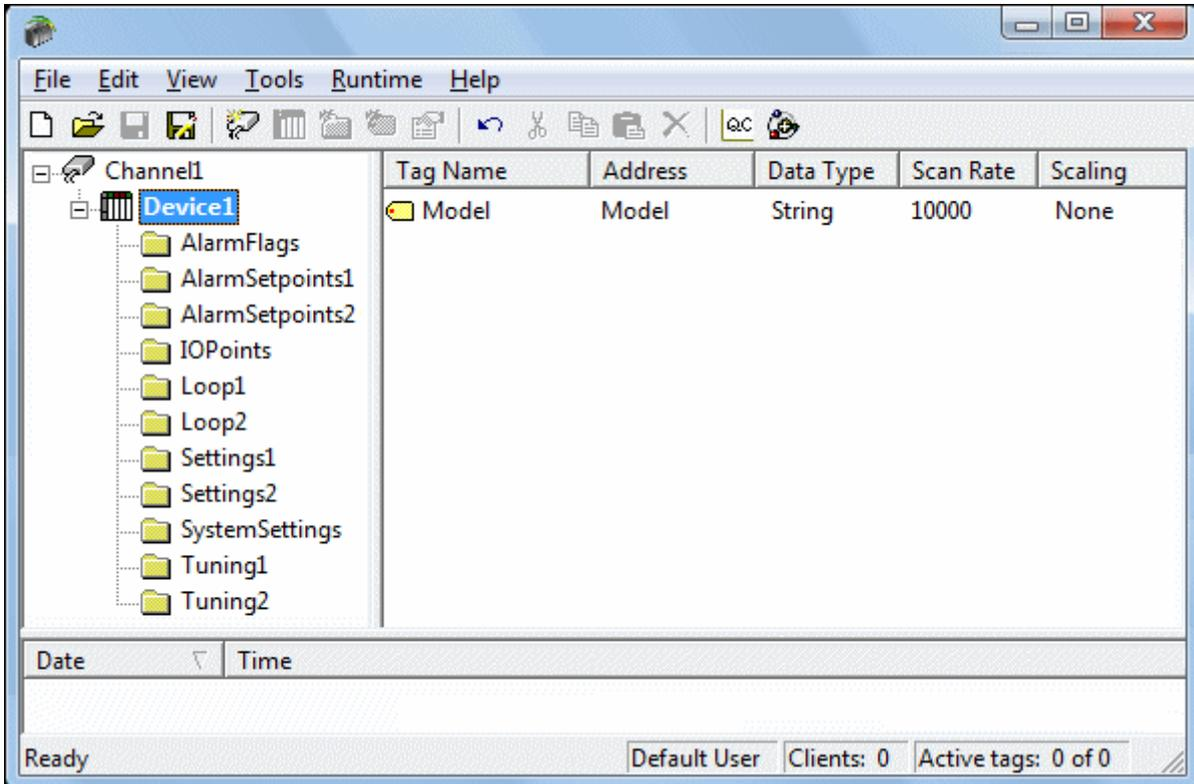 File Edit View Tools Runtime Help
QC
Channel1
Device1
AlarmFlags
AlarmSetpoints1
AlarmSetpoints2
IOPoints
Loop1
Loop2
Settings1
Settings2
SystemSettings
Tuning1
Tuning2
Tag Name Address Data Type Scan Rate Scaling
Model Model String 10000 None
Date Time
Ready Default User Clients: 0 Active tags: 0 of 0